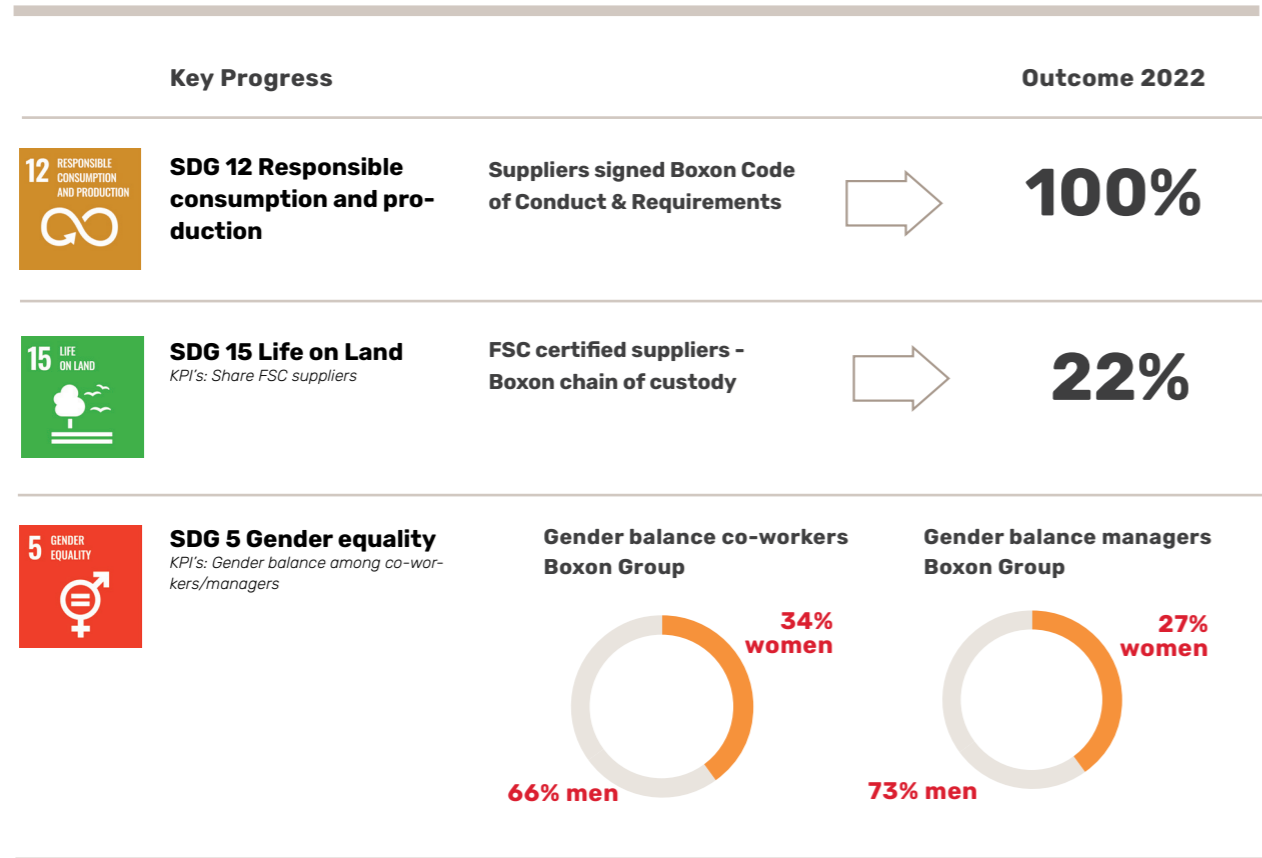 Key Progress
Outcome 2022
12 RESPONSIBLE
CONSUMPTION
AND PRODUCTION
SDG 12 Responsible
consumption and pro-
duction
Suppliers signed Boxon Code
of Conduct & Requirements
100%
15 LIFE
ON LAND
SDG 15 Life on Land
KPI's: Share FSC suppliers
FSC certified suppliers -
Boxon chain of custody
22%
5 GENDER
EQUALITY
SDG 5 Gender equality
KPI's: Gender balance among co-wor-
kers/managers
Gender balance co-workers
Boxon Group
34%
women
66% men
Gender balance managers
Boxon Group
27%
women
73% men